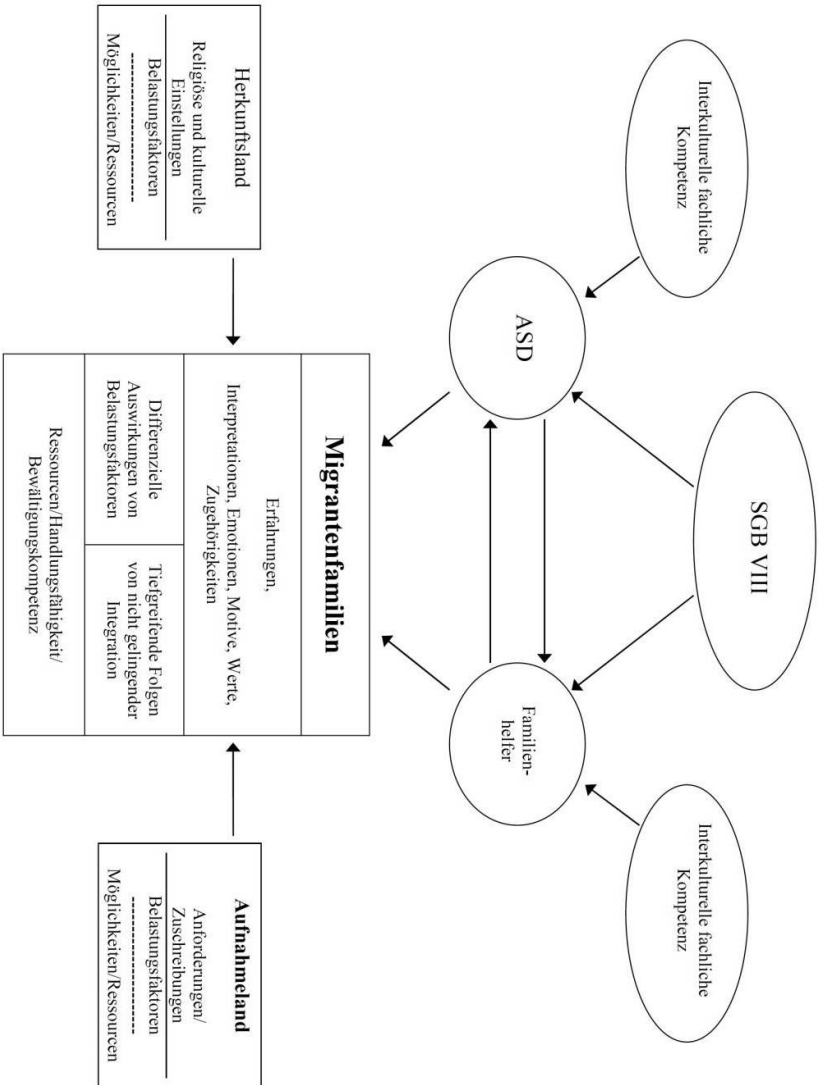 Interkulturelle fachliche
Kompetenz
SGB VIII
Interkulturelle fachliche
Kompetenz
ASD
Familien-
helfer
Herkunftsland
Religiöse und kulturelle
Einstellungen
Belastungsfaktoren
Möglichkeiten/Ressourcen
Migrantenfamilien
Erfahrungen,
Interpretationen, Emotionen, Motive, Werte,
Zugehörigkeiten
Differenzielle
Auswirkungen von
Belastungsfaktoren
Tiefgreifende Folgen
von nicht gelingender
Integration
Ressourcen/Handlungsfähigkeit/
Bewältigungskompetenz
Aufnahmeland
Anforderungen/
Zuschreibungen
Belastungsfaktoren
Möglichkeiten/Ressourcen